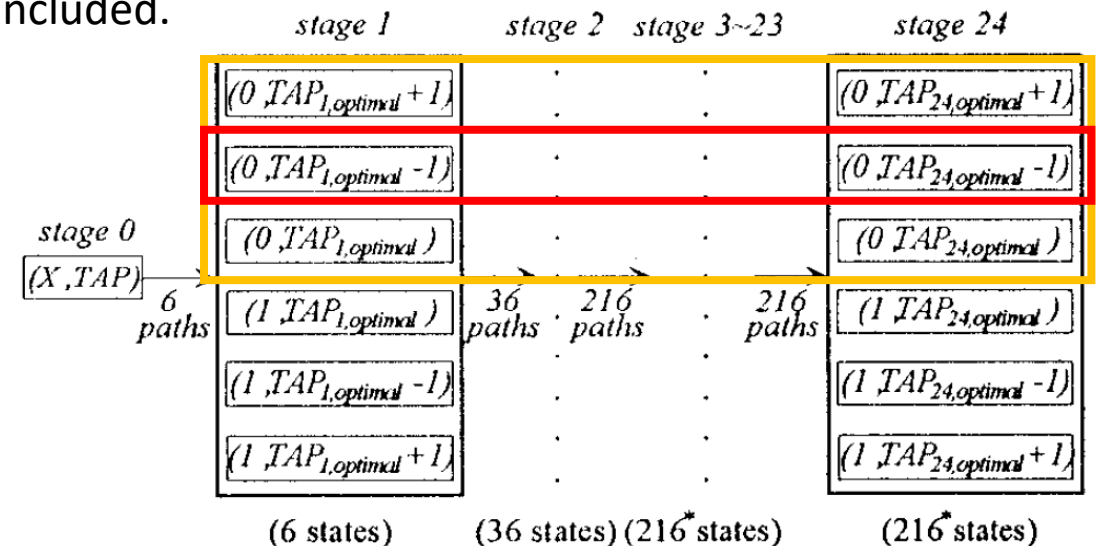 ncluded.
stage 1 stage 2 stage 3~23 stage 24
(0 ,TAP1,optimal +1) (0 ,TAP24,optimal +1)
(0 ,TAP1,optimal -1) (0 ,TAP24,optimal -1)
stage 0 (0 ,TAP1,optimal ) (0 ,TAP24,optimal )
(X ,TAP) 6 paths (1 ,TAP1,optimal ) 36 paths 216 paths 216 paths (1 ,TAP24,optimal )
(1 ,TAP1,optimal -1) (1 ,TAP24,optimal -1)
(1 ,TAP1,optimal +1) (1 ,TAP24,optimal +1)
(6 states) (36 states) (216* states) (216* states)